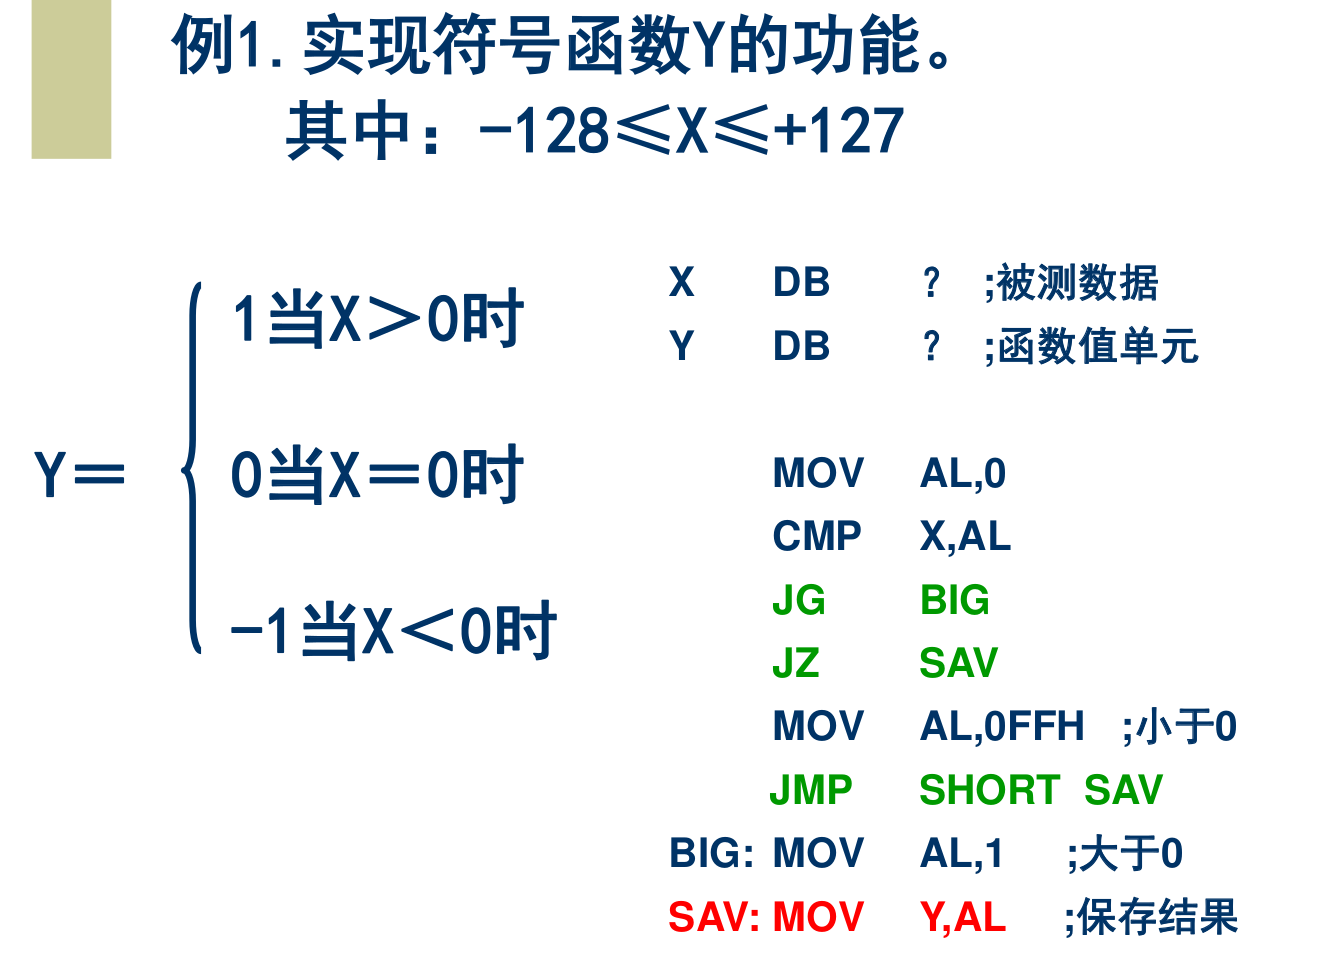 例1.实现符号函数Y的功能。
其中：-128≤X≤+127
1当X＞0时
Y＝
0当X＝0时
-1当X＜0时
X DB ? ;被测数据
Y DB ? ;函数值单元
MOV AL,0
CMP X,AL
JG BIG
JZ SAV
MOV AL,0FFH ;小于0
JMP SHORT SAV
BIG: MOV AL,1 ;大于0
SAV: MOV Y,AL ;保存结果